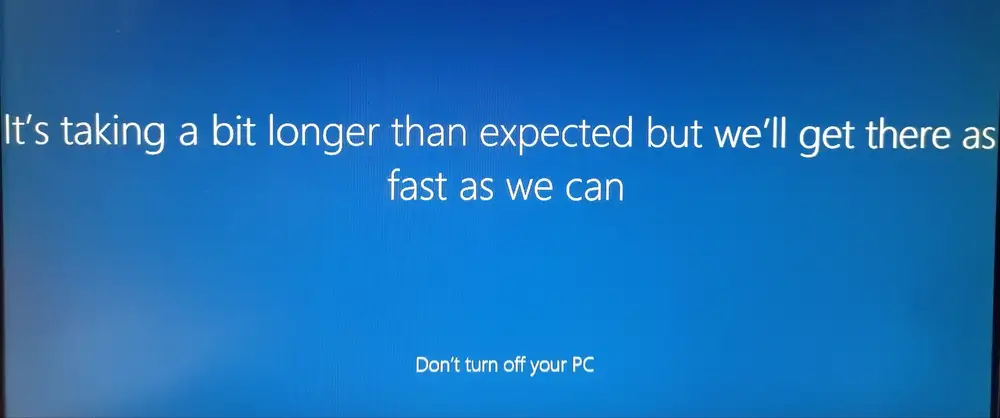 It's taking a bit longer than expected but we'll get there as
fast as we can
Don't turn off your PC